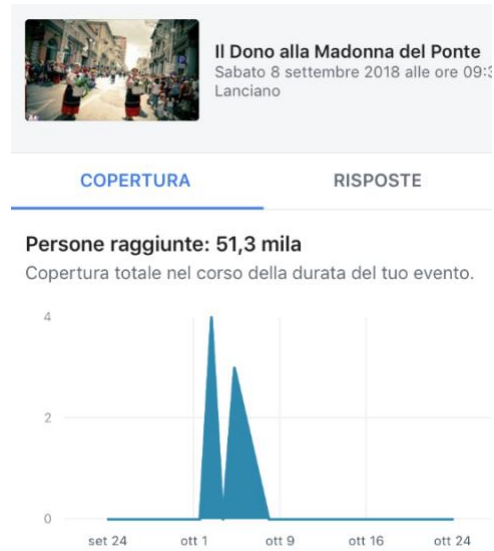 Il Dono alla Madonna del Ponte
Sabato 8 settembre 2018 alle ore 09:3
Lanciano
COPERTURA RISPOSTE
Persone raggiunte: 51,3 mila
Copertura totale nel corso della durata del tuo evento.
4
2
0
set 24 ott 1 ott 9 ott 16 ott 24